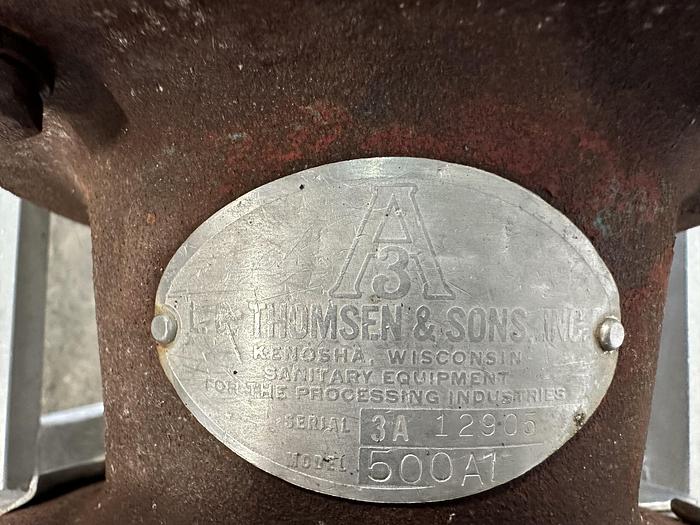 A
3
L.C. THOMSEN & SONS, INC.
KENOSHA, WISCONSIN
SANITARY EQUIPMENT
FOR THE PROCESSING INDUSTRIES
SERIAL 3A 12905
MODEL 500A1